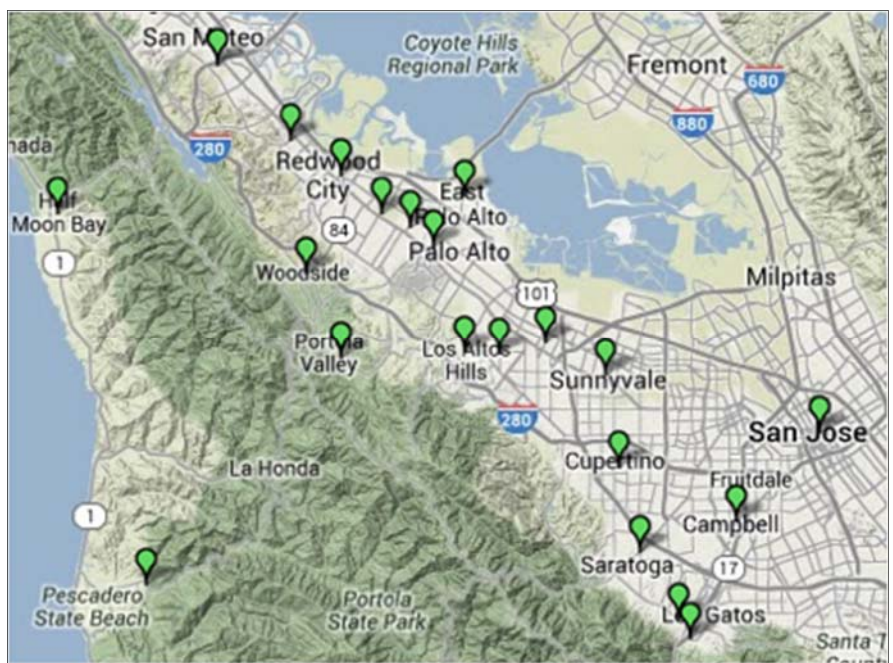 San Mateo
Coyote Hills
Regional Park
Fremont
680
880
280
nada
Redwood
City
East
Palo Alto
Half
Moon Bay
84
Palo Alto
1
Woodside
Milpitas
101
Portola
Valley
Los Altos
Hills
Sunnyvale
280
San Jose
La Honda
Cupertino
Fruitdale
1
Campbell
Saratoga
17
Pescadero
State Beach
Portola
State Park
Los Gatos
Santa T